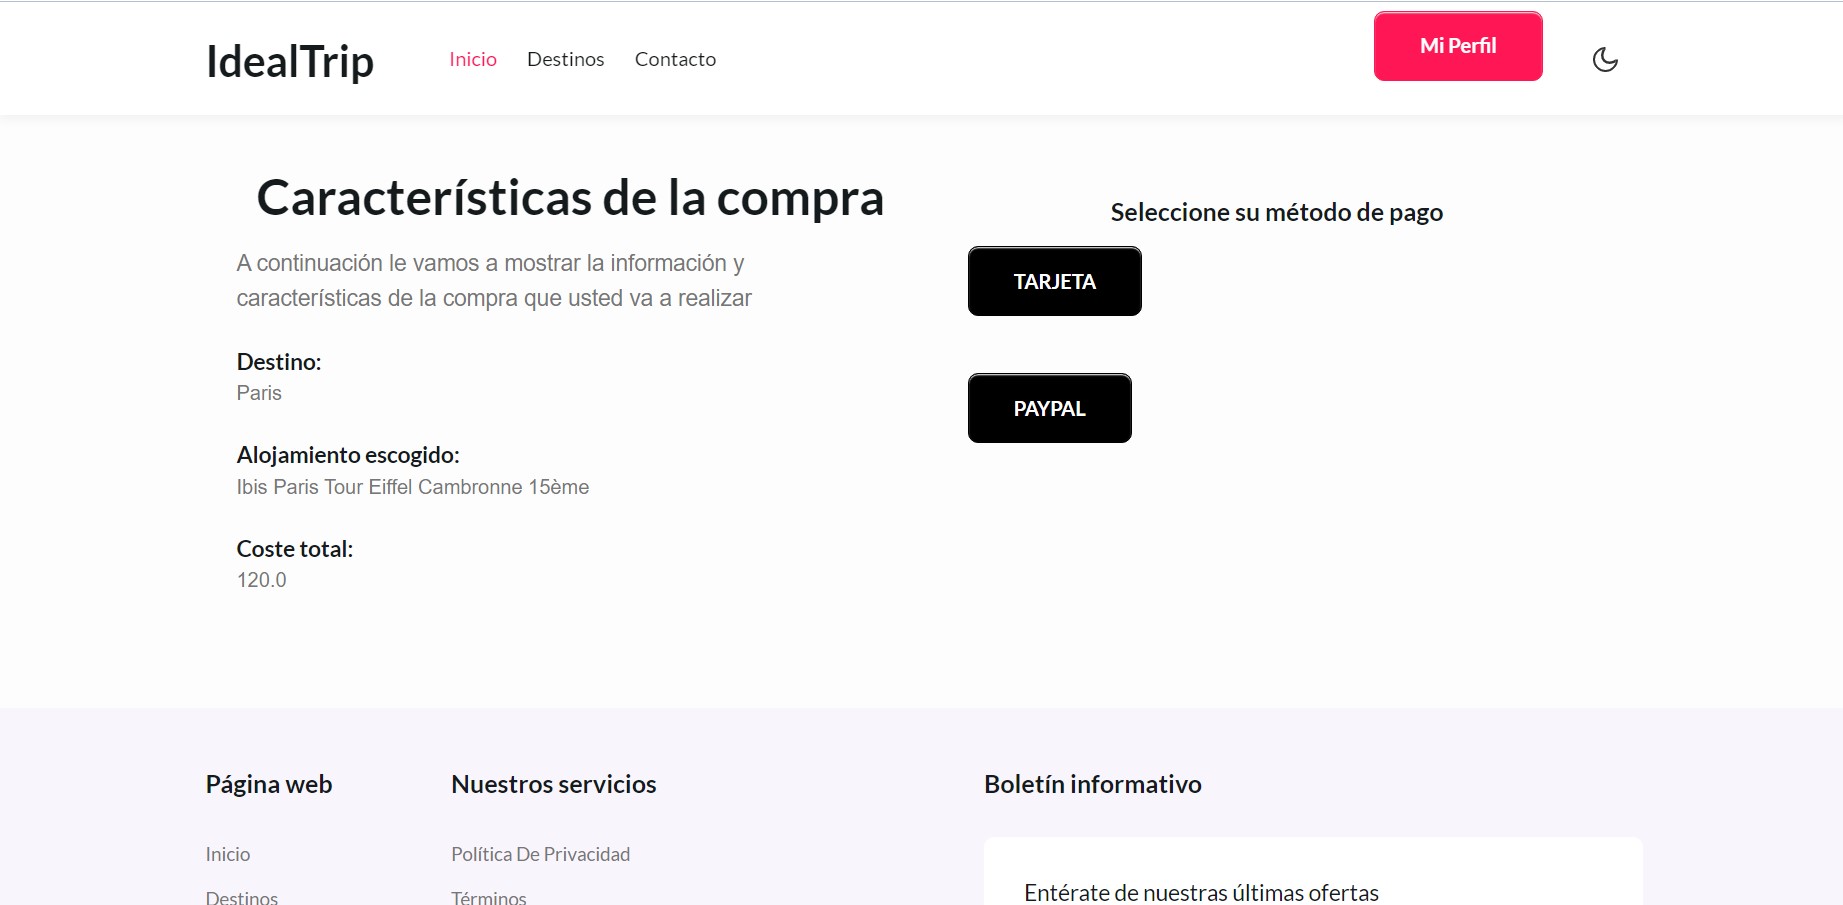 IdealTrip
Inicio
Destinos
Contacto
Mi Perfil
Características de la compra
A continuación le vamos a mostrar la información y
características de la compra que usted va a realizar
Destino:
Paris
Alojamiento escogido:
Ibis Paris Tour Eiffel Cambronne 15ème
Coste total:
120.0
Seleccione su método de pago
TARJETA
PAYPAL
Página web
Inicio
Destinos
Nuestros servicios
Política De Privacidad
Términos
Boletín informativo
Entérate de nuestras últimas ofertas